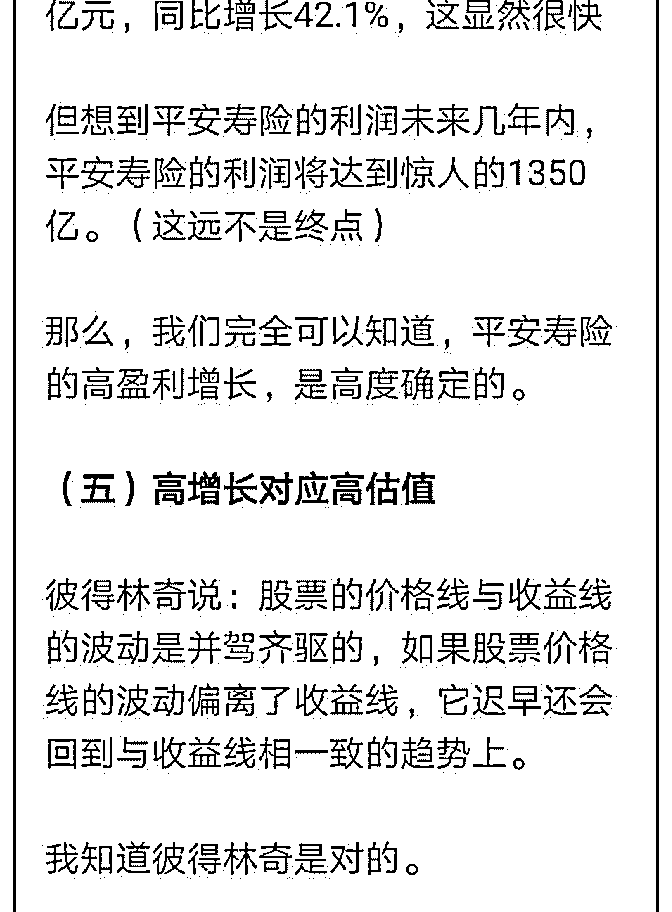 亿元，同比增长42.1%，这显然很快
但想到平安寿险的利润未来几年内，
平安寿险的利润将达到惊人的1350
亿。（这远不是终点）
那么，我们完全可以知道，平安寿险
的高盈利增长，是高度确定的。
（五）高增长对应高估值
彼得林奇说：股票的价格线与收益线
的波动是并驾齐驱的，如果股票价格
线的波动偏离了收益线，它迟早还会
回到与收益线相一致的趋势上。
我知道彼得林奇是对的。